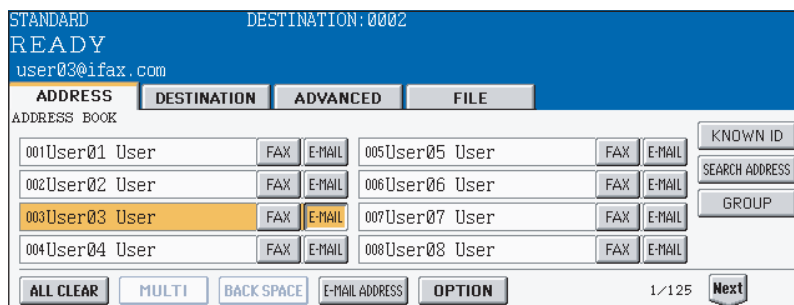 STANDARD DESTINATION:0002
READY
user03@ifax.com
ADDRESS DESTINATION ADVANCED FILE
ADDRESS BOOK
KNOWN ID
001User01 User FAX E-MAIL 005User05 User FAX E-MAIL
SEARCH ADDRESS
002User02 User FAX E-MAIL 006User06 User FAX E-MAIL
GROUP
003User03 User FAX E-MAIL 007User07 User FAX E-MAIL
004User04 User FAX E-MAIL 008User08 User FAX E-MAIL
ALL CLEAR MULTI BACK SPACE E-MAIL ADDRESS OPTION 1/125 Next